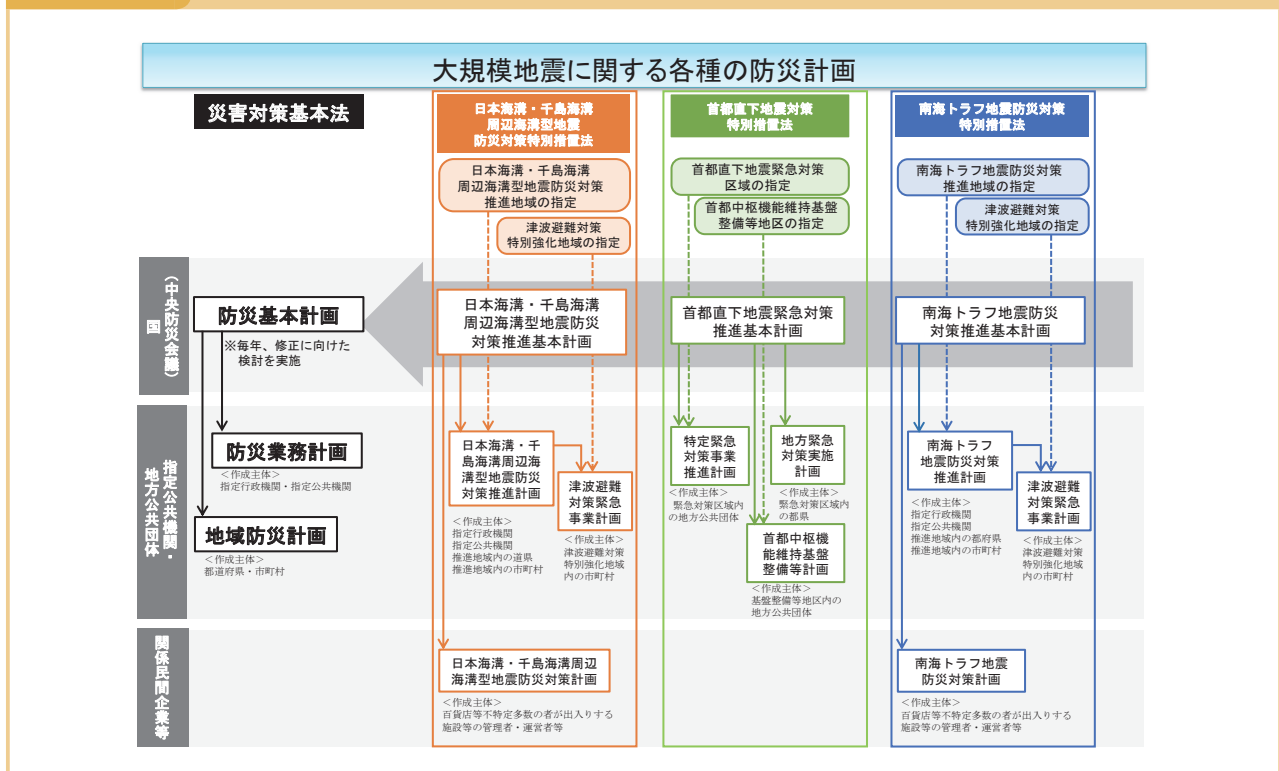 大規模地震に関する各種の防災計画
災害対策基本法
日本海溝・千島海溝
周辺海溝型地震
防災対策特別措置法
首都直下地震対策
特別措置法
南海トラフ地震防災対策
特別措置法
日本海溝・千島海溝
周辺海溝型地震防災対策
推進地域の指定
津波避難対策
特別強化地域の指定
首都直下地震緊急対策
区域の指定
首都中枢機能維持基盤
整備等地区の指定
南海トラフ地震防災対策
推進地域の指定
津波避難対策
特別強化地域の指定
国
（中央防災会議）
防災基本計画
※毎年、修正に向けた
検討を実施
日本海溝・千島海溝
周辺海溝型地震防災
対策推進基本計画
首都直下地震緊急対策
推進基本計画
南海トラフ地震防災
対策推進基本計画
指定公共機関・
地方公共団体
防災業務計画
＜作成主体＞
指定行政機関・指定公共機関
地域防災計画
＜作成主体＞
都道府県・市町村
日本海溝・千
島海溝周辺海
溝型地震防災
対策推進計画
＜作成主体＞
指定行政機関
指定公共機関
推進地域内の道県
推進地域内の市町村
津波避難
対策緊急
事業計画
＜作成主体＞
津波避難対策
特別強化地域
内の市町村
特定緊急
対策事業
推進計画
＜作成主体＞
緊急対策区域内
の地方公共団体
地方緊急
対策実施
計画
＜作成主体＞
緊急対策区域内
の都県
首都中枢機
能維持基盤
整備等計画
＜作成主体＞
基盤整備等地区内の
地方公共団体
南海トラフ
地震防災対策
推進計画
＜作成主体＞
指定行政機関
指定公共機関
推進地域内の都府県
推進地域内の市町村
津波避難
対策緊急
事業計画
＜作成主体＞
津波避難対策
特別強化地域
内の市町村
関係民間企業等
日本海溝・千島海溝周辺
海溝型地震防災対策計画
＜作成主体＞
百貨店等不特定多数の者が出入りする
施設等の管理者・運営者等
南海トラフ地震
防災対策計画
＜作成主体＞
百貨店等不特定多数の者が出入りする
施設等の管理者・運営者等